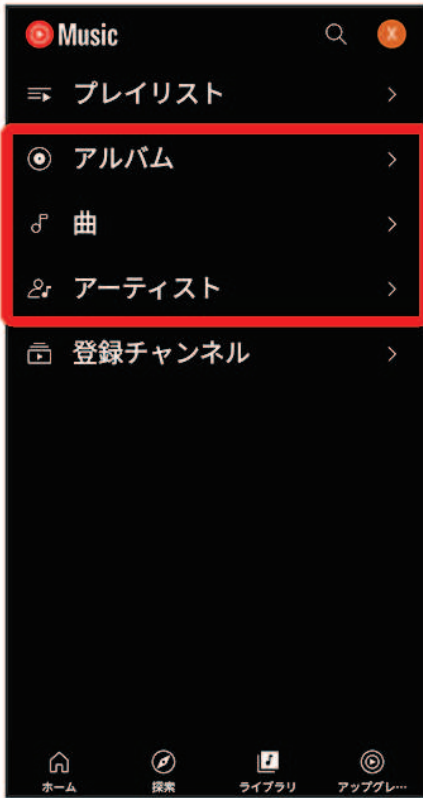 Music
X
プレイリスト
アルバム
曲
アーティスト
登録チャンネル
ホーム 探索 ライブラリ アップグレ…